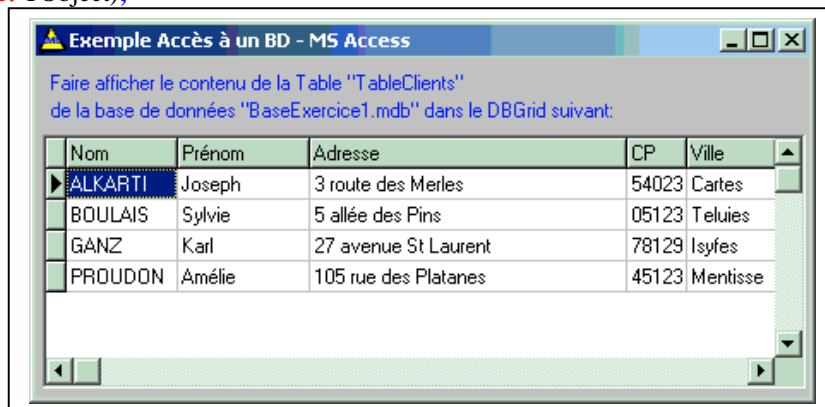 TObject);
Exemple Accès à un BD - MS Access
Faire afficher le contenu de la Table "TableClients"
de la base de données "BaseExercice1.mdb" dans le DBGrid suivant:
Nom Prénom Adresse CP Ville
ALKARTI Joseph 3 route des Merles 54023 Cartes
BOULAIS Sylvie 5 allée des Pins 05123 Teluies
GANZ Karl 27 avenue St Laurent 78129 Isyfes
PROUDON Amélie 105 rue des Platanes 45123 Mentisse